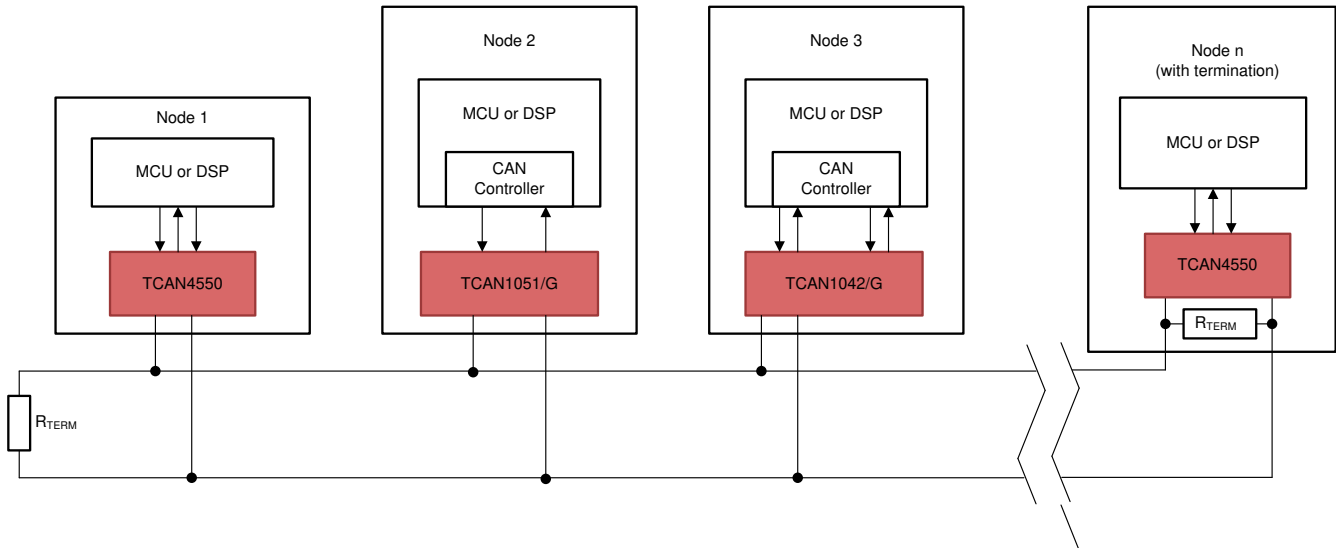 Node 1
MCU or DSP
TCAN4550
Node 2
MCU or DSP
CAN
Controller
TCAN1051/G
Node 3
MCU or DSP
CAN
Controller
TCAN1042/G
Node n
(with termination)
MCU or DSP
TCAN4550
RTERM
RTERM